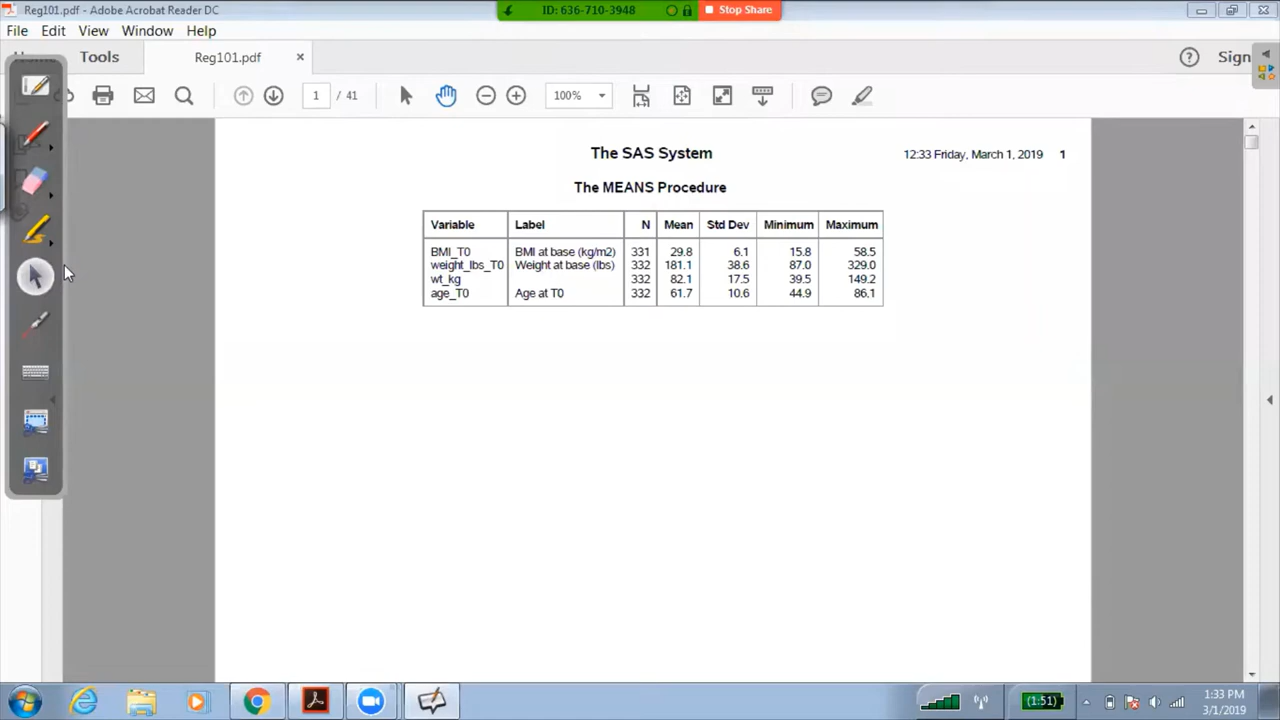 Reg101.pdf - Adobe Acrobat Reader DC
ID: 636-710-3948
Stop Share
File Edit View Window Help
Tools
Reg101.pdf
Sign
1 / 41
100%
The SAS System
12:33 Friday, March 1, 2019 1
The MEANS Procedure
Variable Label N Mean Std Dev Minimum Maximum
BMI_T0 BMI at base (kg/m2) 331 29.8 6.1 15.8 58.5
weight_lbs_T0 Weight at base (lbs) 332 181.1 38.6 87.0 329.0
wt_kg 332 82.1 17.5 39.5 149.2
age_T0 Age at T0 332 61.7 10.6 44.9 86.1
(1:51)
1:33 PM
3/1/2019